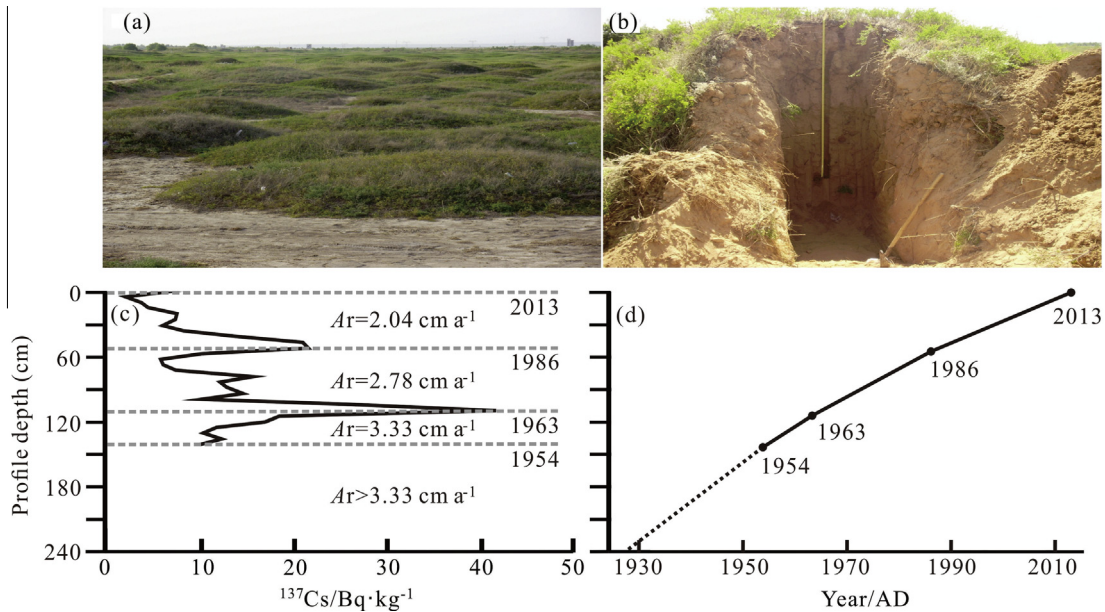 (a)
(b)
0
60
120
180
240
Profile depth (cm)
(c)
Ar=2.04 cm a⁻¹
2013
1986
Ar=2.78 cm a⁻¹
Ar=3.33 cm a⁻¹
1963
1954
Ar>3.33 cm a⁻¹
0 10 20 30 40 50
¹³⁷Cs/Bq·kg⁻¹
(d)
2013
1986
1963
1954
1930 1950 1970 1990 2010
Year/AD